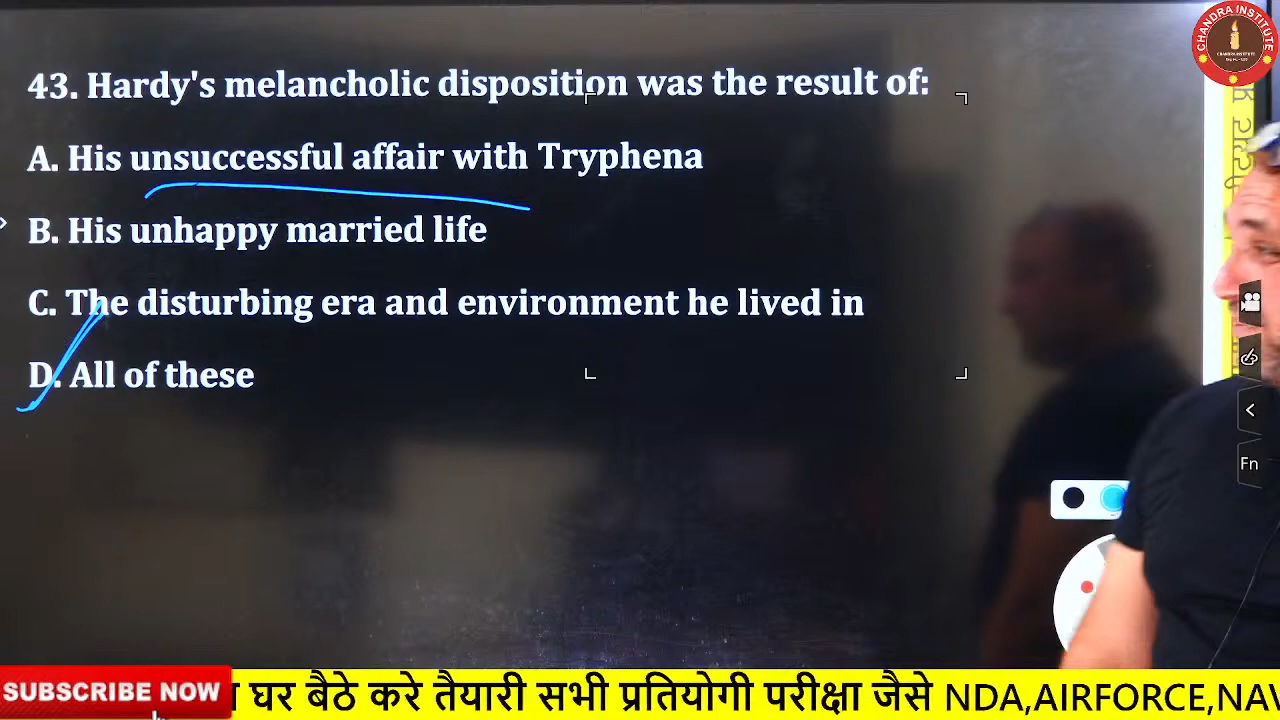 CHANDRA INSTITUTE
43. Hardy's melancholic disposition was the result of:
A. His unsuccessful affair with Tryphena
B. His unhappy married life
C. The disturbing era and environment he lived in
D. All of these
Fn
SUBSCRIBE NOW
घर बैठे करे तैयारी सभी प्रतियोगी परीक्षा जैसे NDA,AIRFORCE,NAV